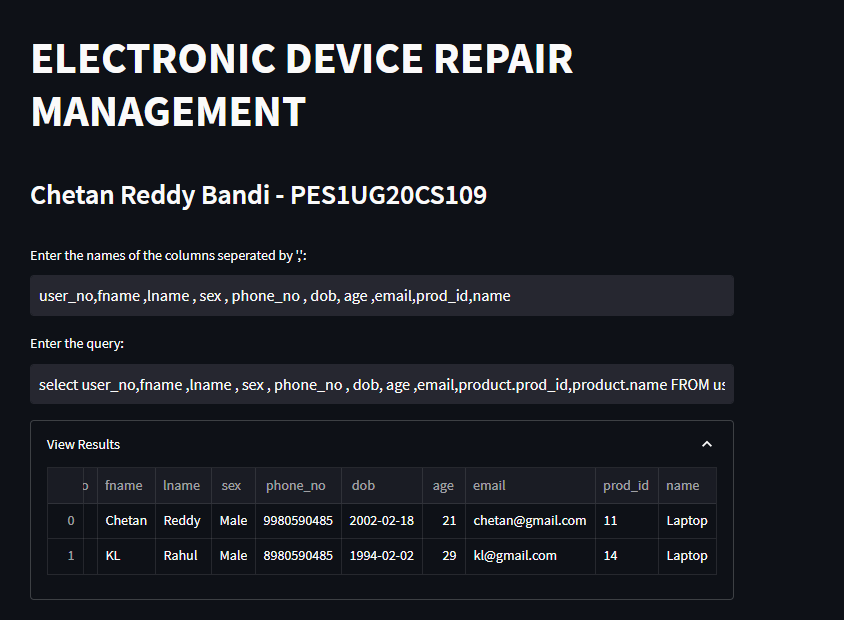 ELECTRONIC DEVICE REPAIR
MANAGEMENT
Chetan Reddy Bandi - PES1UG20CS109
Enter the names of the columns seperated by ',':
user_no,fname ,lname , sex , phone_no , dob, age ,email,prod_id,name
Enter the query:
select user_no,fname ,lname , sex , phone_no , dob, age ,email,product.prod_id,product.name FROM us
View Results
fname lname sex phone_no dob age email prod_id name
0 Chetan Reddy Male 9980590485 2002-02-18 21 chetan@gmail.com 11 Laptop
1 KL Rahul Male 8980590485 1994-02-02 29 kl@gmail.com 14 Laptop